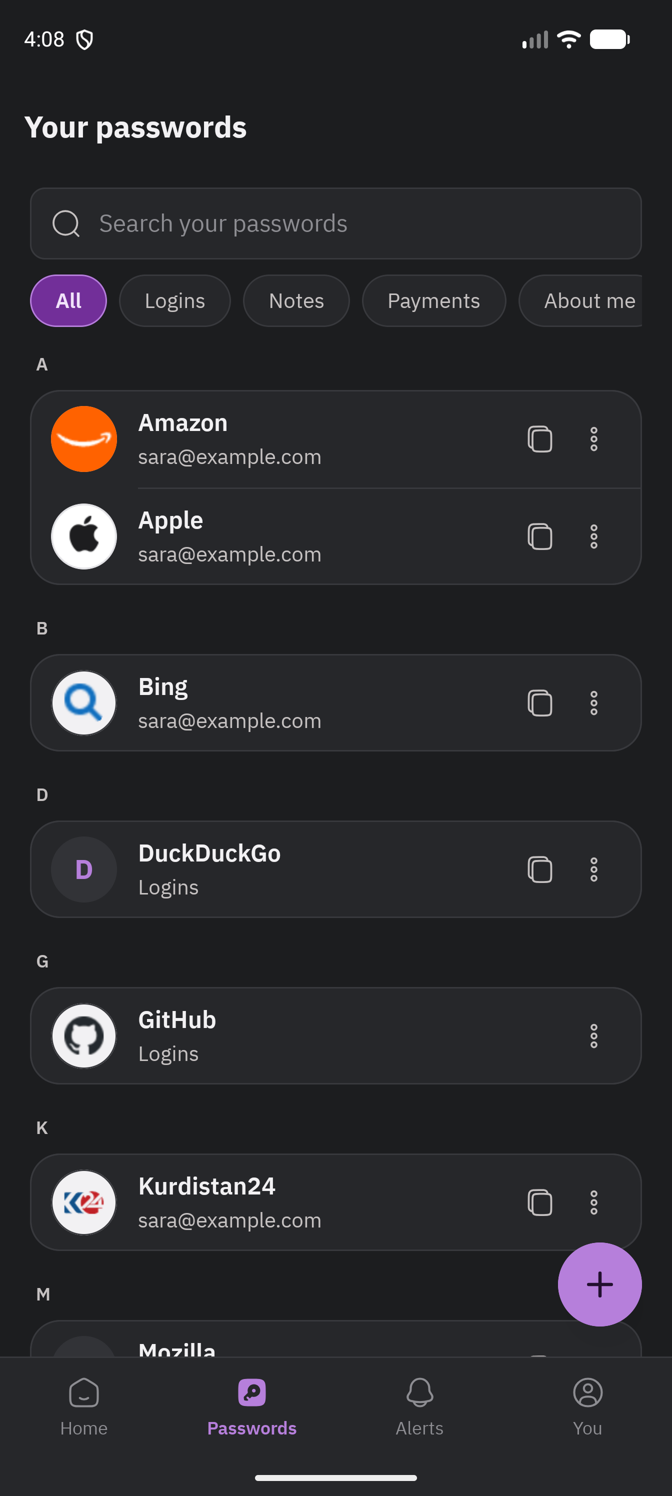 4:08
Your passwords
Search your passwords
All Logins Notes Payments About me
A
Amazon
sara@example.com
Apple
sara@example.com
B
Bing
sara@example.com
D
D
DuckDuckGo
Logins
G
GitHub
Logins
K
K24
Kurdistan24
sara@example.com
M
Mozilla
Home Passwords Alerts You